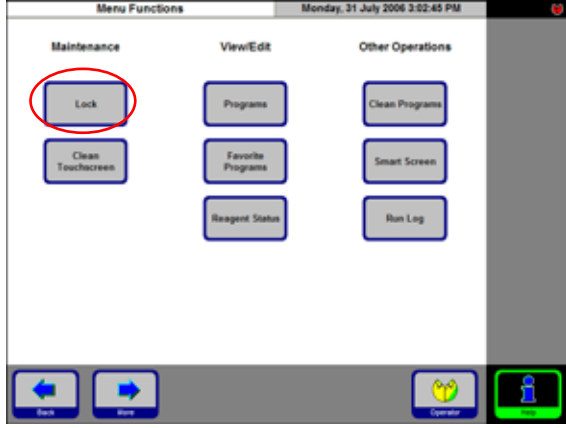 Menu Functions
Monday, 31 July 2006 3:02:45 PM
Maintenance
View/Edit
Other Operations
Lock
Programs
Clean Programs
Clean
Touchscreen
Favorite
Programs
Smart Screen
Reagent Status
Run Log
Back
More
Operator
Help